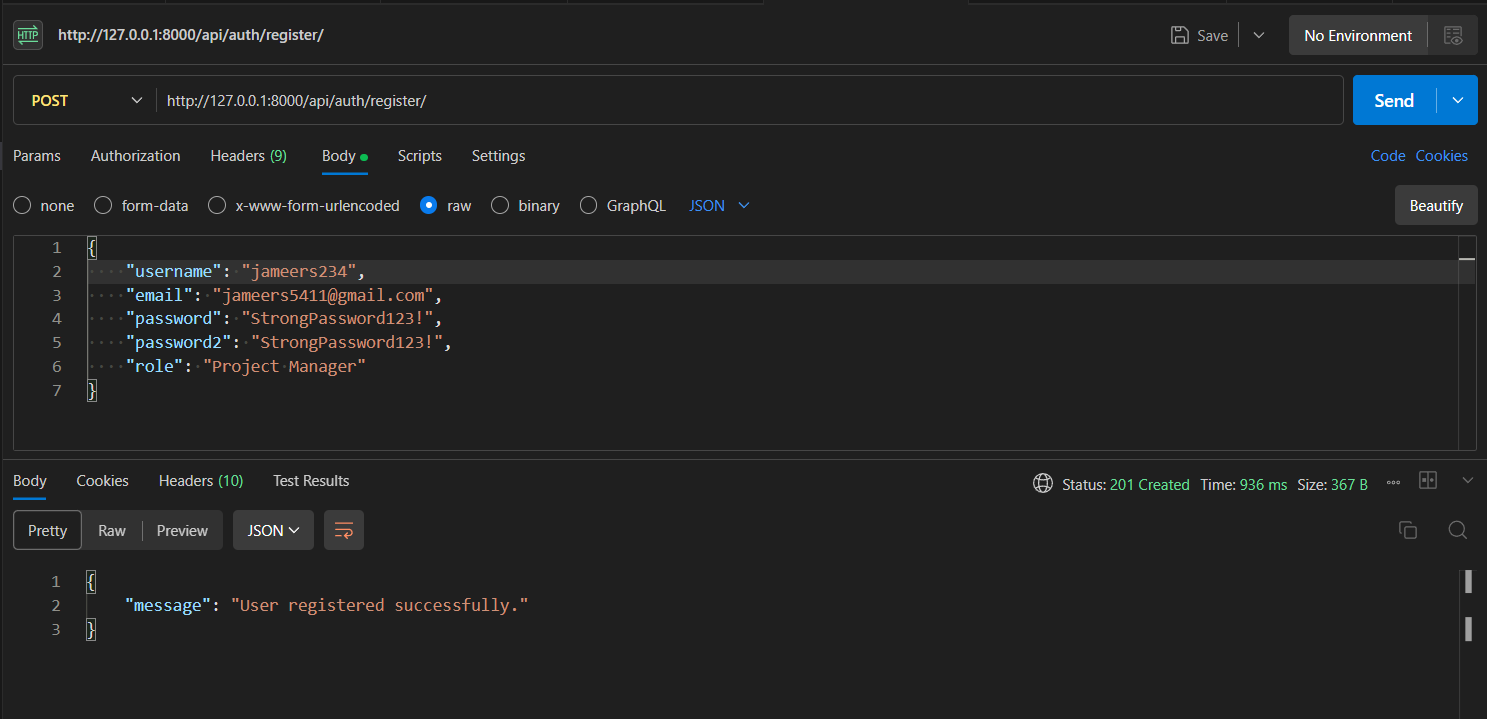 HTTP http://127.0.0.1:8000/api/auth/register/ Save No Environment
POST http://127.0.0.1:8000/api/auth/register/ Send
Params Authorization Headers (9) Body Scripts Settings Code Cookies
none form-data x-www-form-urlencoded raw binary GraphQL JSON Beautify
1 {
2 "username": "jameers234",
3 "email": "jameers5411@gmail.com",
4 "password": "StrongPassword123!",
5 "password2": "StrongPassword123!",
6 "role": "Project Manager"
7 }
Body Cookies Headers (10) Test Results Status: 201 Created Time: 936 ms Size: 367 B
Pretty Raw Preview JSON
1 {
2 "message": "User registered successfully."
3 }